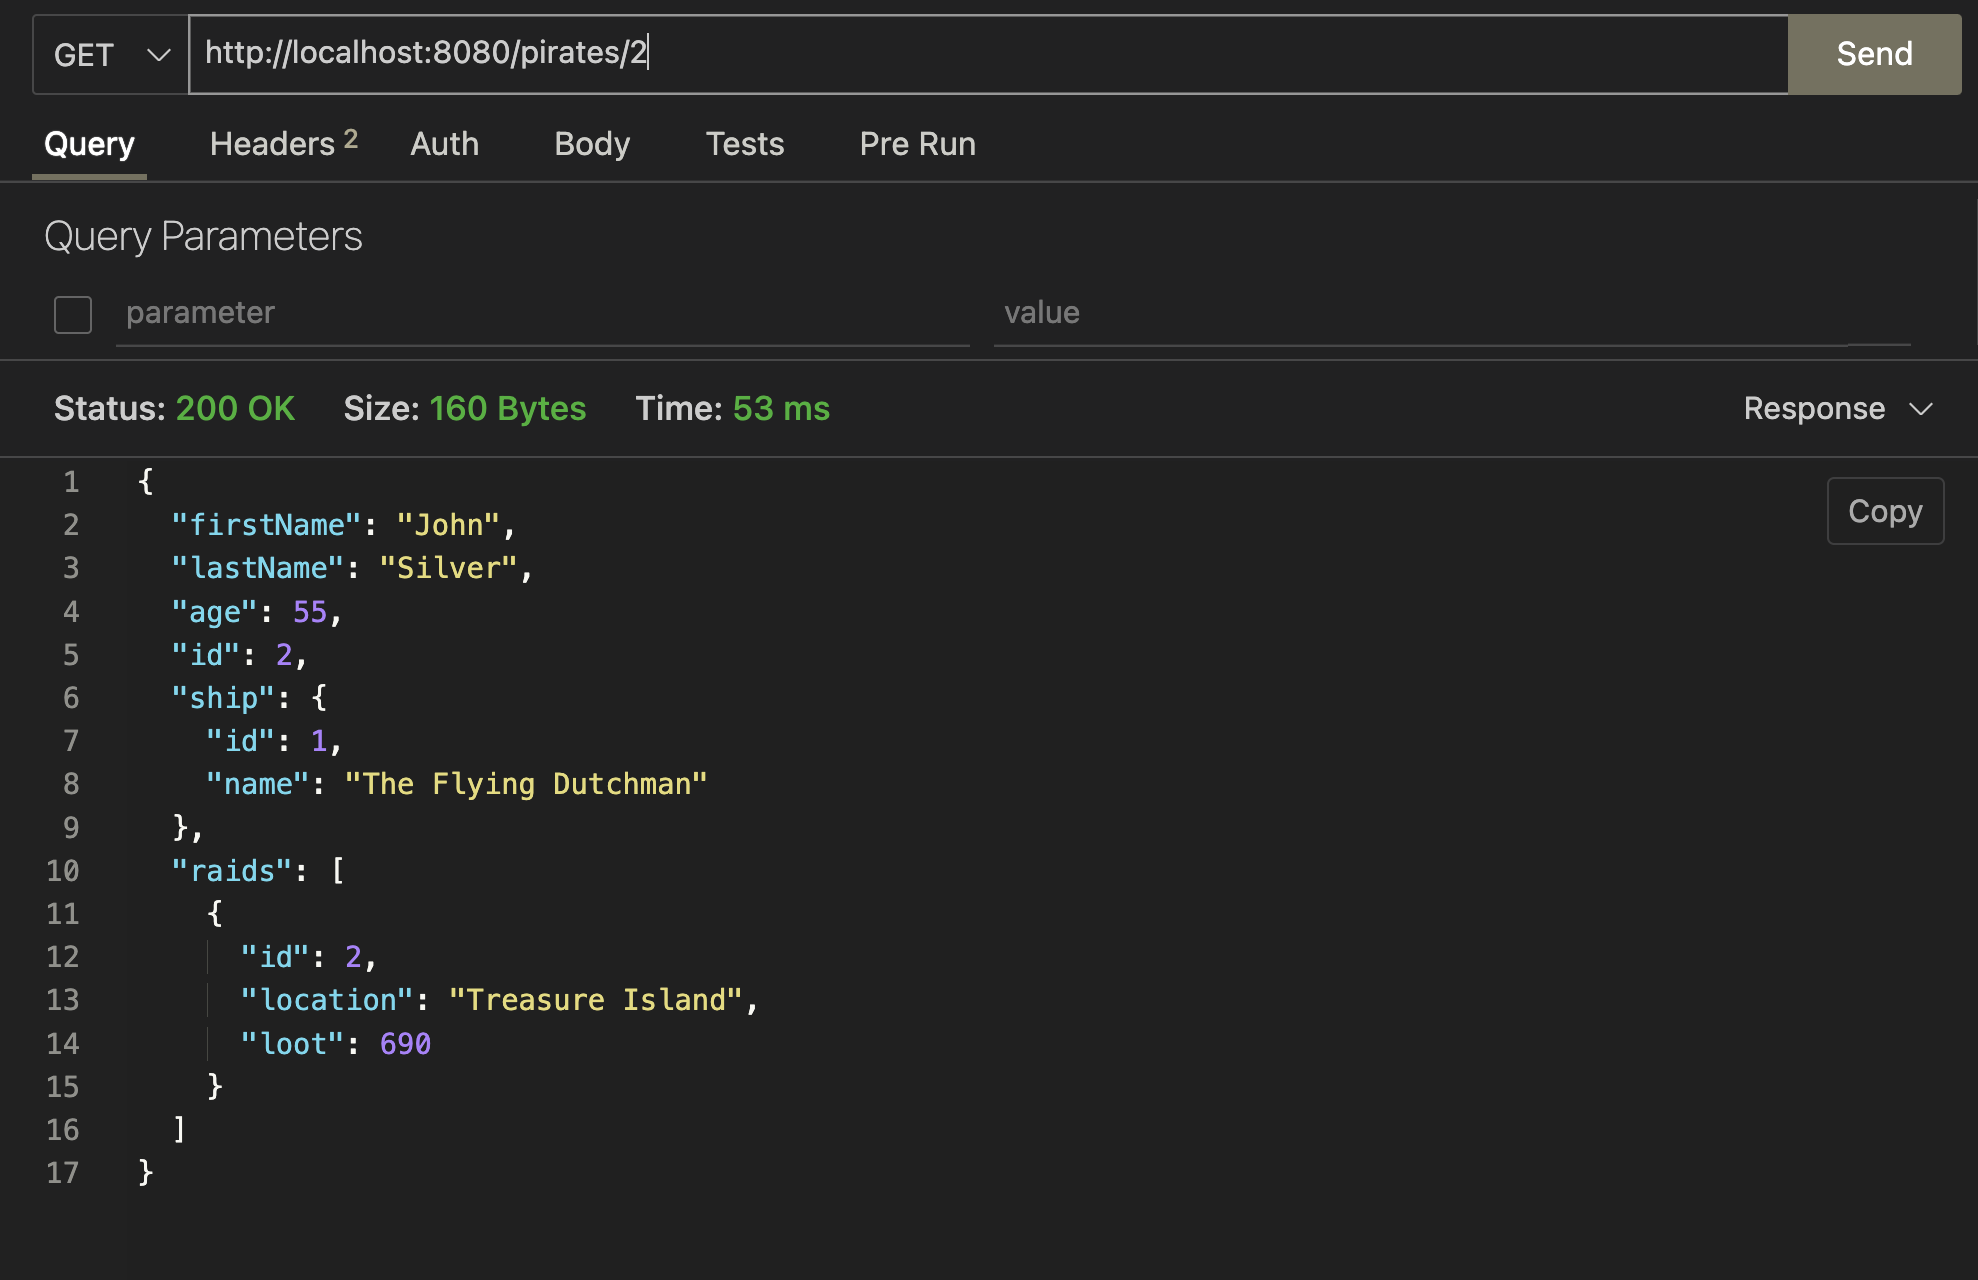 GET http://localhost:8080/pirates/2 Send
Query Headers 2 Auth Body Tests Pre Run
Query Parameters
parameter value
Status: 200 OK Size: 160 Bytes Time: 53 ms Response
Copy
1 {
2 "firstName": "John",
3 "lastName": "Silver",
4 "age": 55,
5 "id": 2,
6 "ship": {
7 "id": 1,
8 "name": "The Flying Dutchman"
9 },
10 "raids": [
11 {
12 "id": 2,
13 "location": "Treasure Island",
14 "loot": 690
15 }
16 ]
17 }